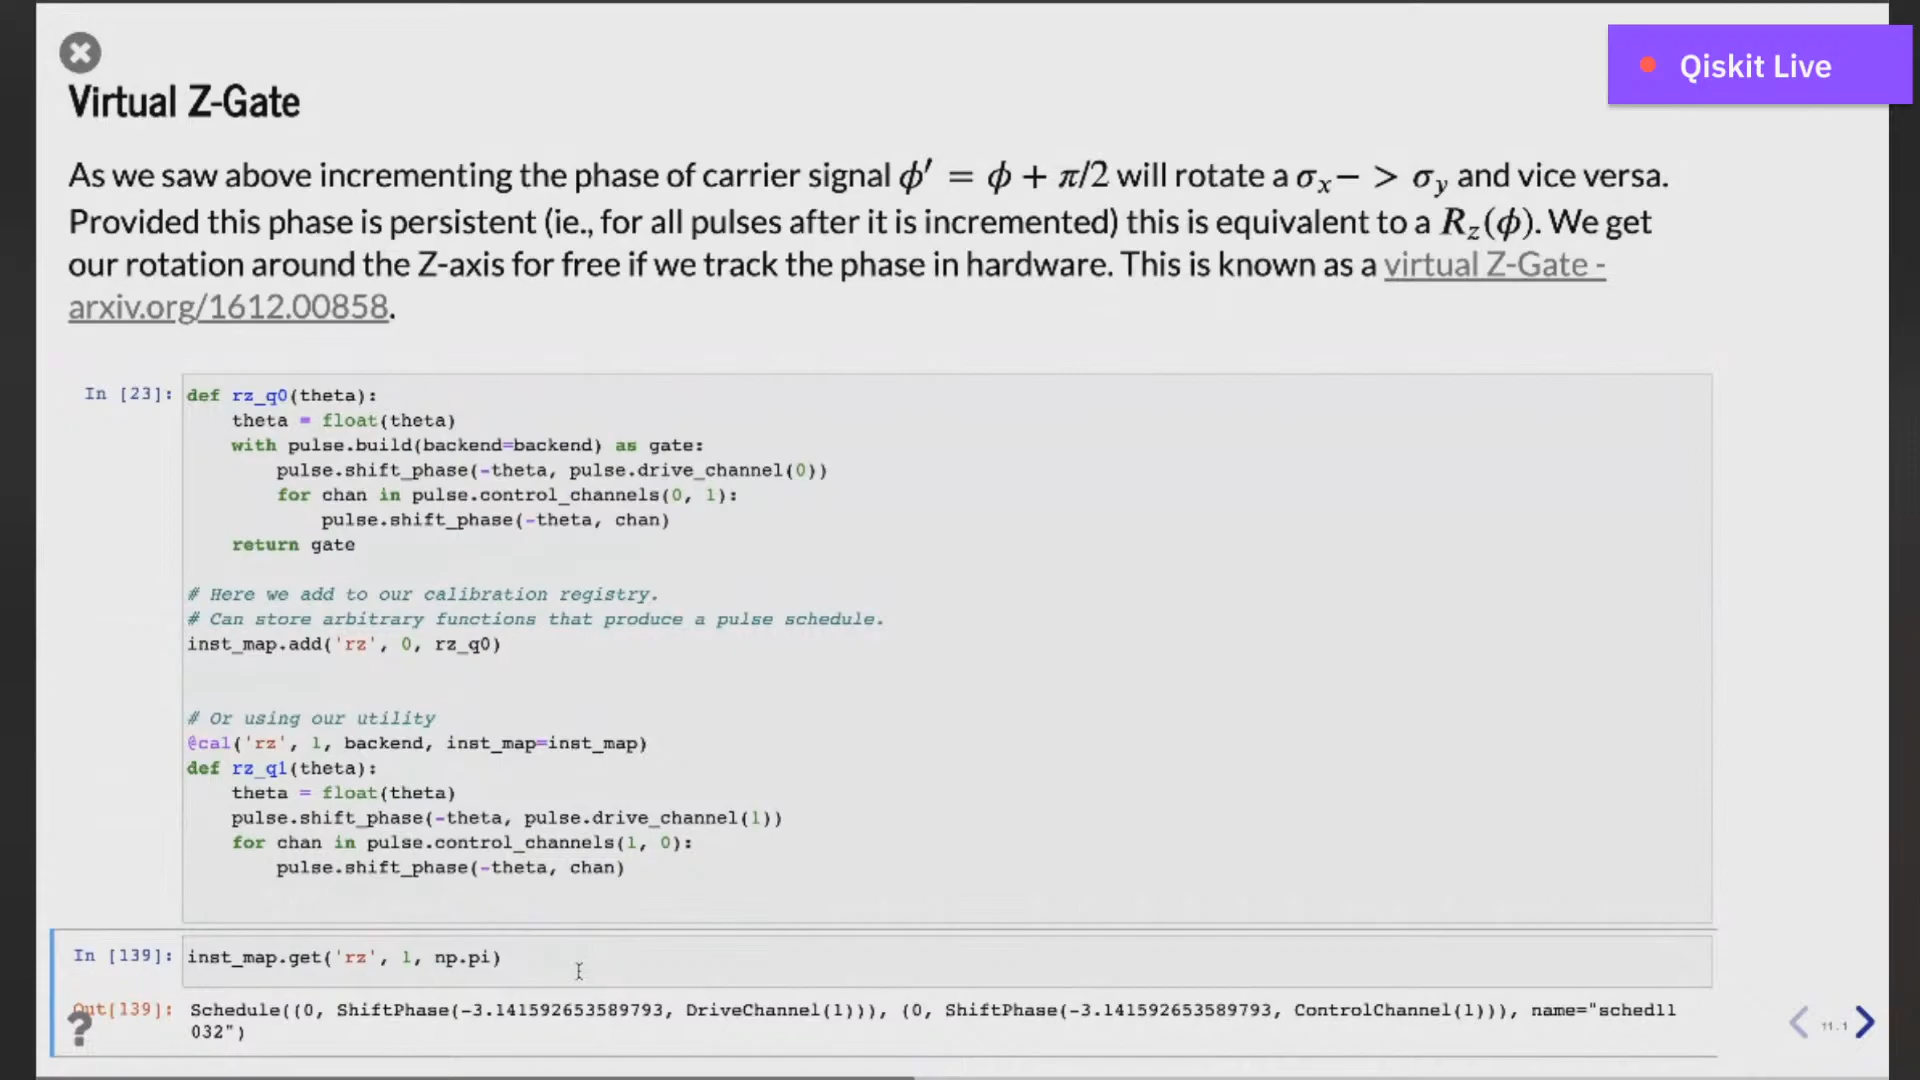 Qiskit Live
Virtual Z-Gate
As we saw above incrementing the phase of carrier signal ϕ′ = ϕ + π/2 will rotate a σx− > σy and vice versa.
Provided this phase is persistent (ie., for all pulses after it is incremented) this is equivalent to a Rz(ϕ). We get
our rotation around the Z-axis for free if we track the phase in hardware. This is known as a virtual Z-Gate -
arxiv.org/1612.00858.
In [23]: def rz_q0(theta):
    theta = float(theta)
    with pulse.build(backend=backend) as gate:
        pulse.shift_phase(-theta, pulse.drive_channel(0))
        for chan in pulse.control_channels(0, 1):
            pulse.shift_phase(-theta, chan)
    return gate
# Here we add to our calibration registry.
# Can store arbitrary functions that produce a pulse schedule.
inst_map.add('rz', 0, rz_q0)
# Or using our utility
@cal('rz', 1, backend, inst_map=inst_map)
def rz_q1(theta):
    theta = float(theta)
    pulse.shift_phase(-theta, pulse.drive_channel(1))
    for chan in pulse.control_channels(1, 0):
        pulse.shift_phase(-theta, chan)
In [139]: inst_map.get('rz', 1, np.pi)
Out[139]: Schedule((0, ShiftPhase(-3.141592653589793, DriveChannel(1))), (0, ShiftPhase(-3.141592653589793, ControlChannel(1))), name="sched11
032")
?
11.1